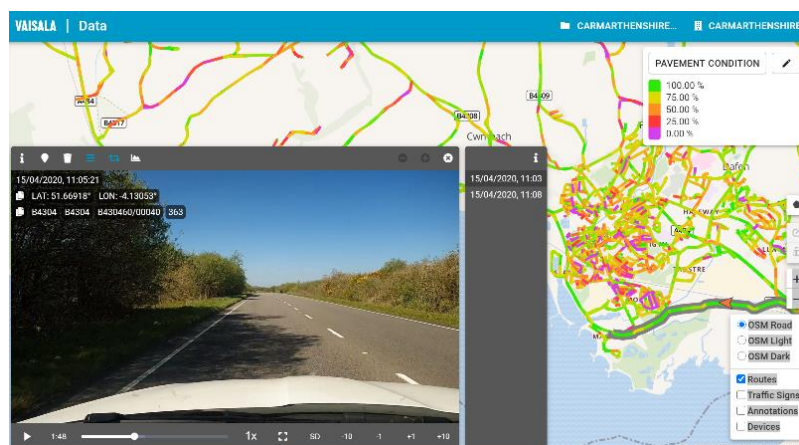 VAISALA | Data
CARMARTHENSHIRE... CARMARTHENSHIRE
PAVEMENT CONDITION
100.00 %
75.00 %
50.00 %
25.00 %
0.00 %
B4309
B4317
B4308
Dafen
15/04/2020, 11:05:21
LAT: 51.66918° LON: -4.13053°
B4304 B4304 B430460/00040 363
15/04/2020, 11:03
15/04/2020, 11:08
OSM Road
OSM Light
OSM Dark
Routes
Traffic Signs
Annotations
Devices
1:48 1x SD -10 -1 +1 +10